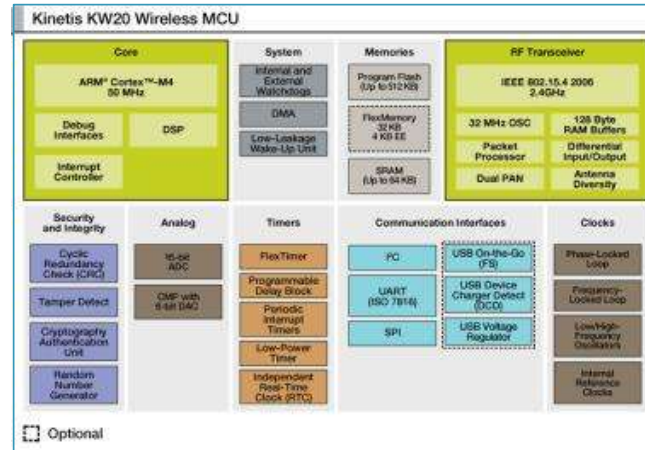 Kinetis KW20 Wireless MCU
Core
ARM® Cortex™-M4
50 MHz
Debug
Interfaces
DSP
Interrupt
Controller
System
Internal and
External
Watchdogs
DMA
Low-Leakage
Wake-Up Unit
Memories
Program Flash
(Up to 512 KB)
FlexMemory
32 KB
4 KB EE
SRAM
(Up to 64 KB)
RF Transceiver
IEEE 802.15.4 2006
2.4GHz
32 MHz OSC
128 Byte
RAM Buffers
Packet
Processor
Differential
Input/Output
Dual PAN
Antenna
Diversity
Security
and Integrity
Cyclic
Redundancy
Check (CRC)
Tamper Detect
Cryptography
Authentication
Unit
Random
Number
Generator
Analog
16-bit
ADC
CMP with
6-bit DAC
Timers
FlexTimer
Programmable
Delay Block
Periodic
Interrupt
Timers
Low-Power
Timer
Independent
Real-Time
Clock (RTC)
Communication Interfaces
I²C
USB On-the-Go
(FS)
UART
(ISO 7816)
USB Device
Charger Detect
(DCD)
SPI
USB Voltage
Regulator
Clocks
Phase-Locked
Loop
Frequency-
Locked Loop
Low/High-
Frequency
Oscillators
Internal
Reference
Clocks
Optional